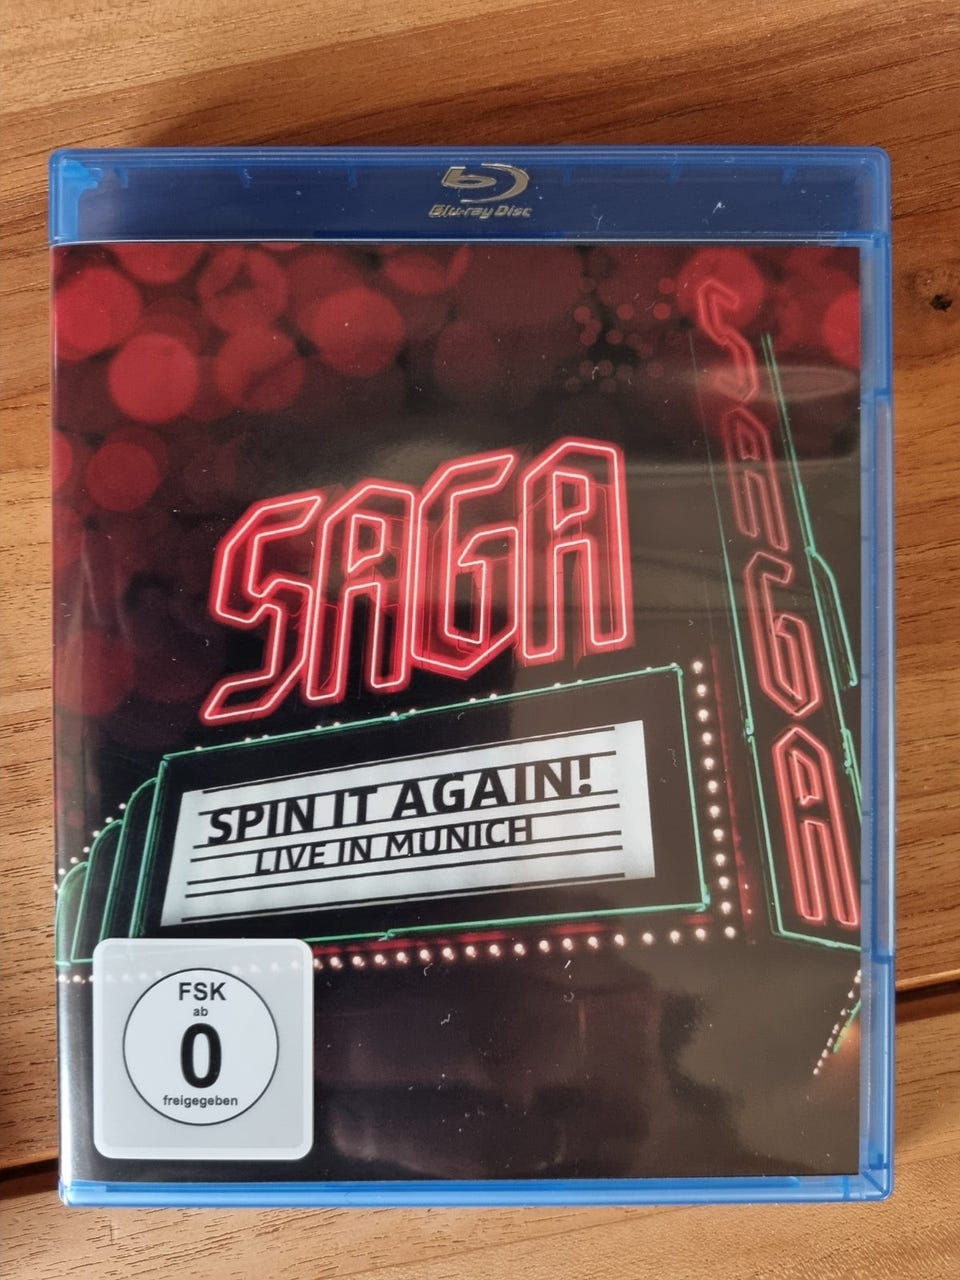 Blu-ray Disc
SAGA
SAGA
SPIN IT AGAIN!
LIVE IN MUNICH
FSK
ab
0
freigegeben